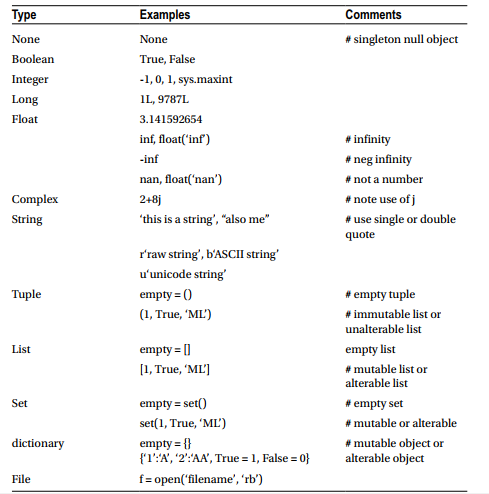 Type Examples Comments
None None # singleton null object
Boolean True, False
Integer -1, 0, 1, sys.maxint
Long 1L, 9787L
Float 3.141592654
inf, float(‘inf’) # infinity
-inf # neg infinity
nan, float(‘nan’) # not a number
Complex 2+8j # note use of j
String ‘this is a string’, “also me” # use single or double
quote
r‘raw string’, b‘ASCII string’
u‘unicode string’
Tuple empty = () # empty tuple
(1, True, ‘ML’) # immutable list or
unalterable list
List empty = [] empty list
[1, True, ‘ML’] # mutable list or
alterable list
Set empty = set() # empty set
set(1, True, ‘ML’) # mutable or alterable
dictionary empty = {} # mutable object or
{‘1’:‘A’, ‘2’:‘AA’, True = 1, False = 0} alterable object
File f = open(‘filename’, ‘rb’)